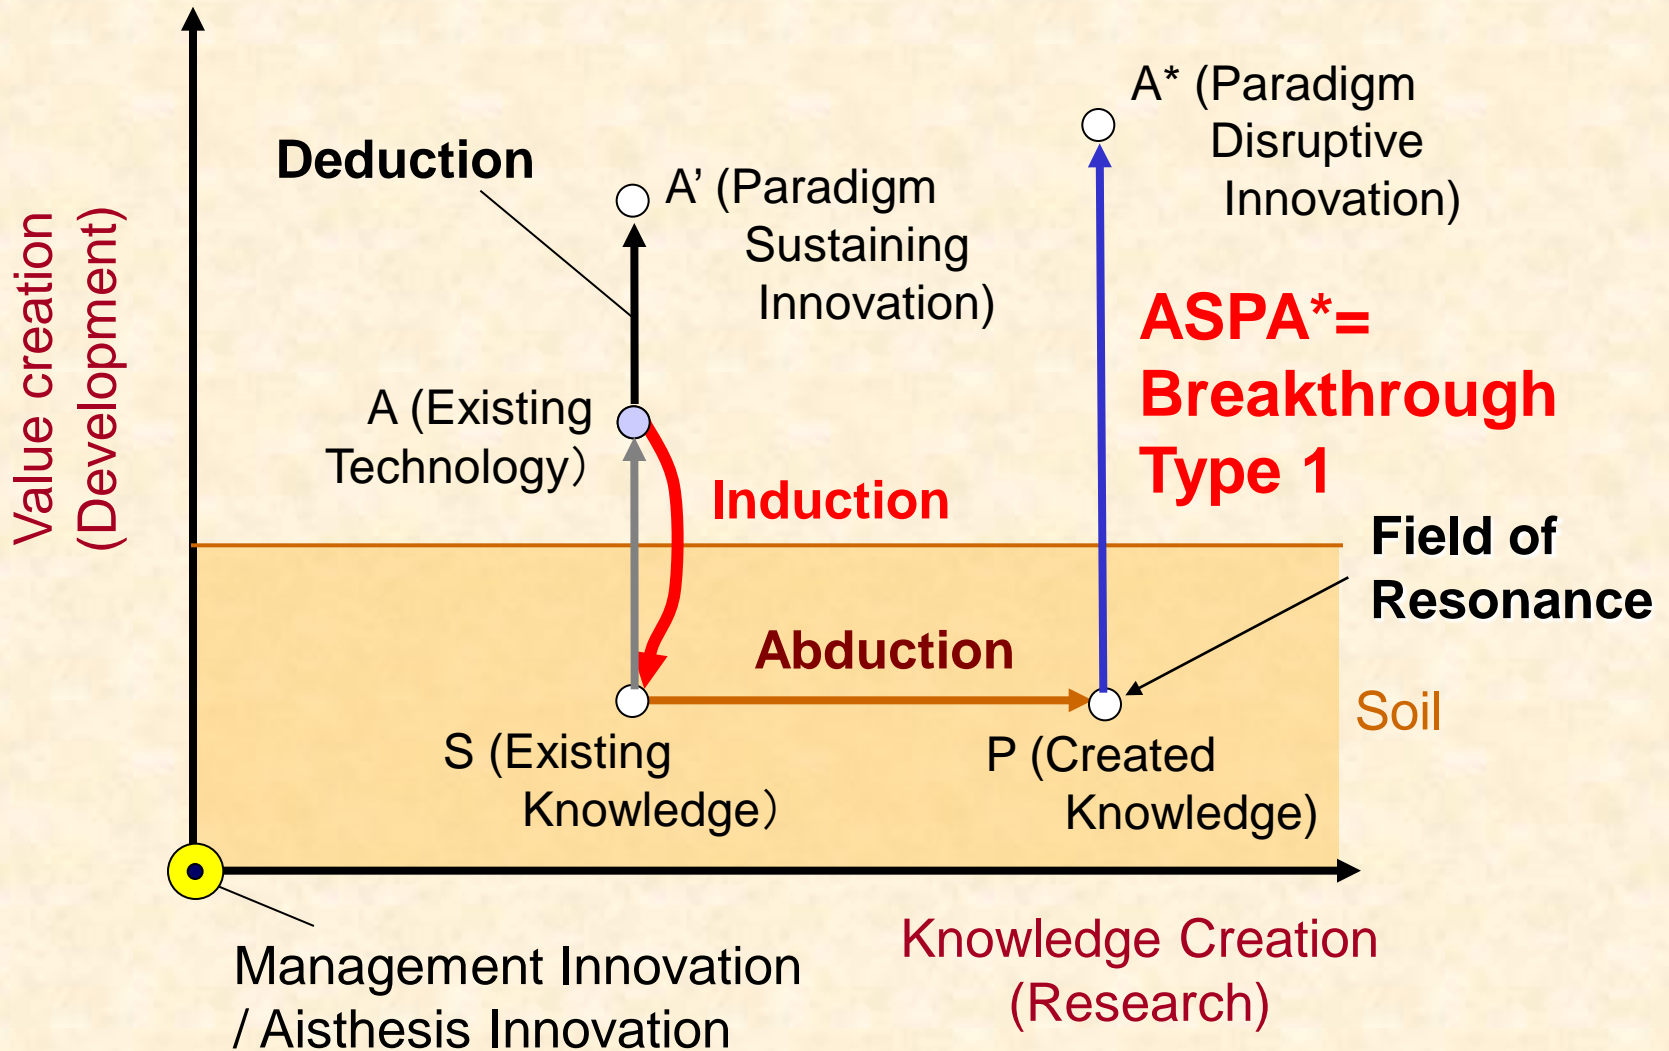 A* (Paradigm
Disruptive
Innovation)
Deduction
A’ (Paradigm
Sustaining
Innovation)
Value creation
(Development)
ASPA*=
Breakthrough
Type 1
A (Existing
Technology）
Induction
Field of
Resonance
Abduction
Soil
S (Existing
Knowledge）
P (Created
Knowledge)
Knowledge Creation
(Research)
Management Innovation
/ Aisthesis Innovation